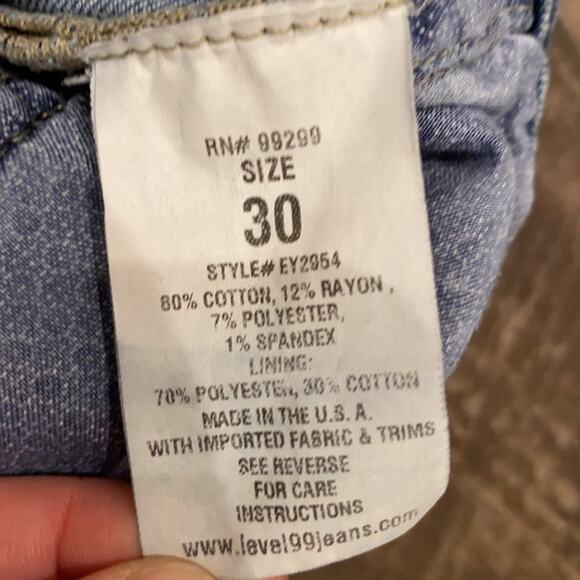 RN# 99299
SIZE
30
STYLE# EY2954
80% COTTON, 12% RAYON ,
7% POLYESTER,
1% SPANDEX
LINING:
70% POLYESTER, 30% COTTON
MADE IN THE U.S.A.
WITH IMPORTED FABRIC & TRIMS
SEE REVERSE
FOR CARE
INSTRUCTIONS
www.level99jeans.com